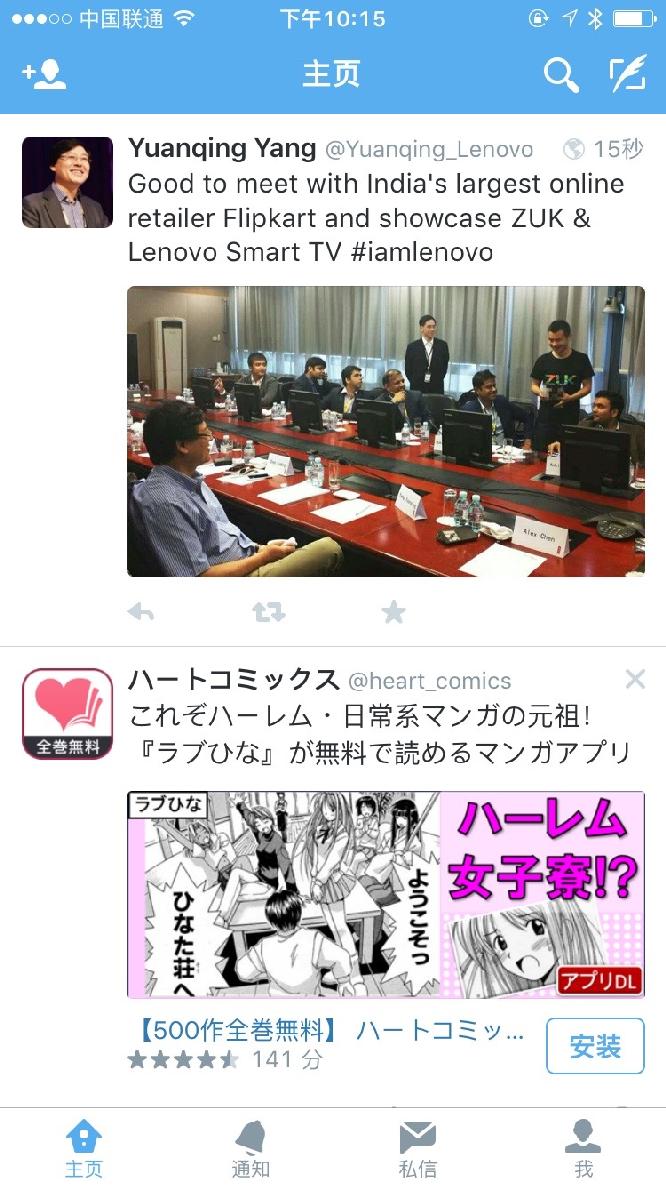 中国联通
下午10:15
主页
Yuanqing Yang @Yuanqing_Lenovo 15秒
Good to meet with India's largest online
retailer Flipkart and showcase ZUK &
Lenovo Smart TV #iamlenovo
ZUK
Alex Chen
ハートコミックス @heart_comics
これぞハーレム・日常系マンガの元祖!
『ラブひな』が無料で読めるマンガアプリ
全巻無料
ラブひな
ハーレム
女子寮!?
ようこそっ
ひなた荘へ
アプリDL
【500作全巻無料】 ハートコミッ...
141 分
安装
主页
通知
私信
我